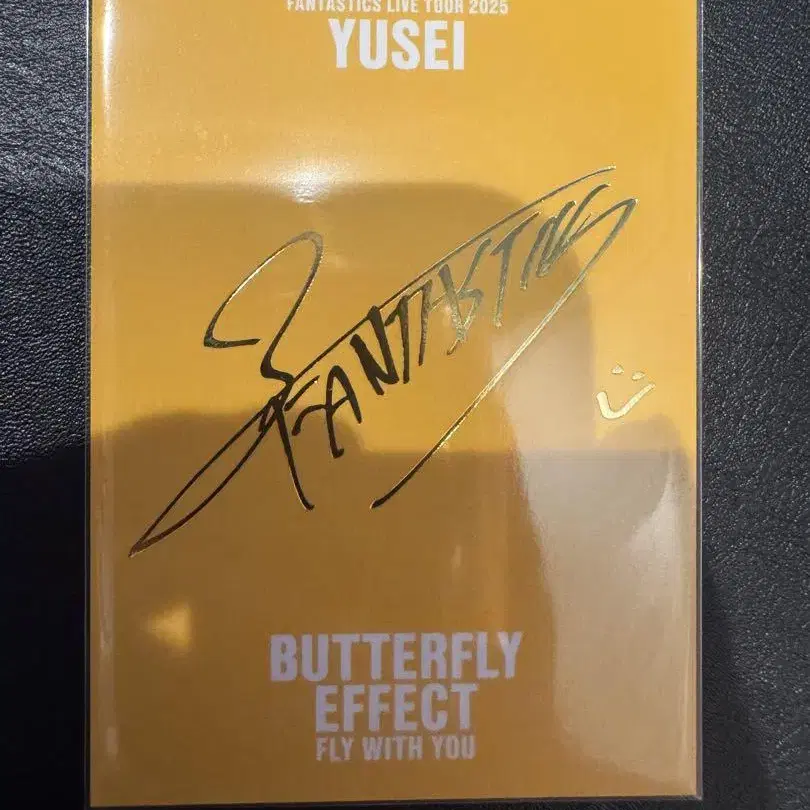 FANTASTICS LIVE TOUR 2025
YUSEI
FANTASTICS
BUTTERFLY
EFFECT
FLY WITH YOU